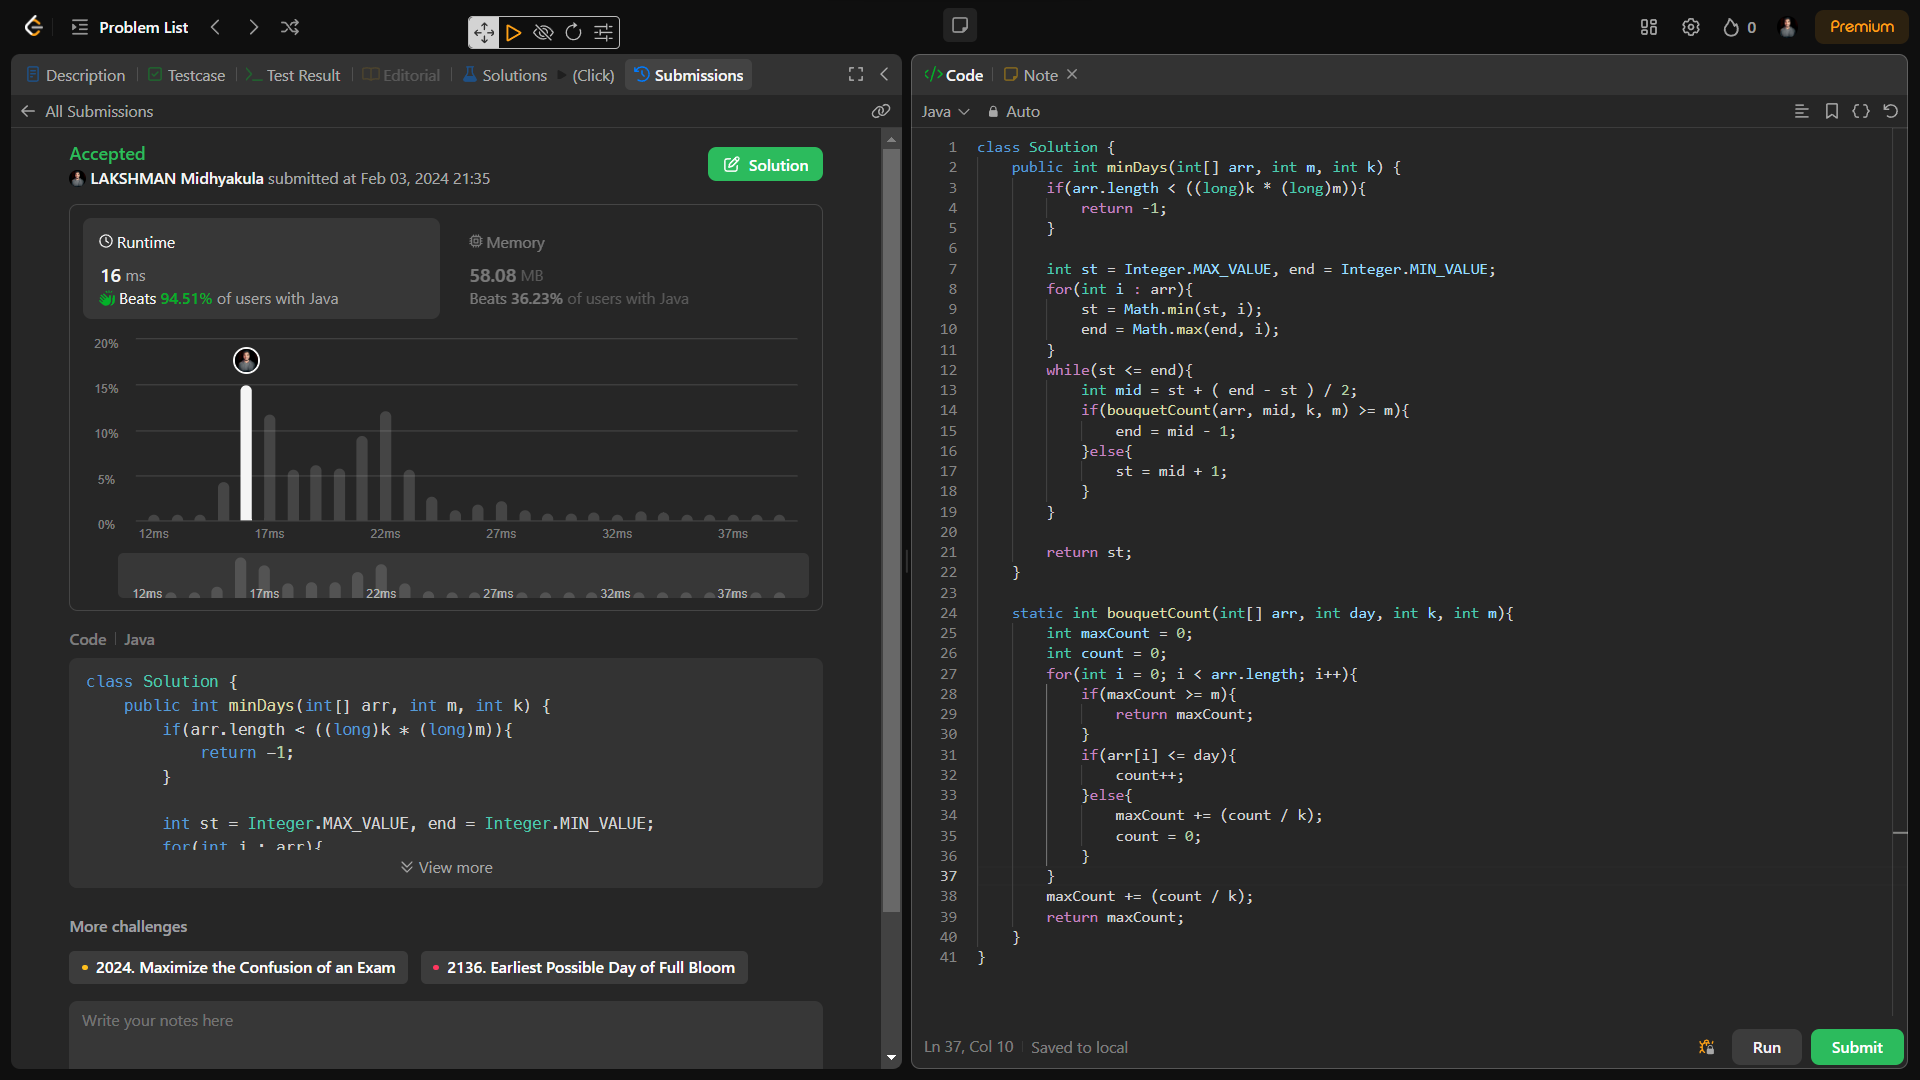 Problem List
0
Premium
Description
Testcase
Test Result
Editorial
Solutions
(Click)
Submissions
All Submissions
Accepted
LAKSHMAN Midhyakula submitted at Feb 03, 2024 21:35
Solution
Runtime
16 ms
Beats 94.51% of users with Java
Memory
58.08 MB
Beats 36.23% of users with Java
20%
15%
10%
5%
0%
12ms 17ms 22ms 27ms 32ms 37ms
12ms 17ms 22ms 27ms 32ms 37ms
Code | Java
class Solution {
    public int minDays(int[] arr, int m, int k) {
        if(arr.length < ((long)k * (long)m)){
            return -1;
        }
        int st = Integer.MAX_VALUE, end = Integer.MIN_VALUE;
        for(int i : arr){
View more
More challenges
2024. Maximize the Confusion of an Exam
2136. Earliest Possible Day of Full Bloom
Write your notes here
</> Code
Note
Java
Auto
1 class Solution {
2     public int minDays(int[] arr, int m, int k) {
3         if(arr.length < ((long)k * (long)m)){
4             return -1;
5         }
6
7         int st = Integer.MAX_VALUE, end = Integer.MIN_VALUE;
8         for(int i : arr){
9             st = Math.min(st, i);
10             end = Math.max(end, i);
11         }
12         while(st <= end){
13             int mid = st + ( end - st ) / 2;
14             if(bouquetCount(arr, mid, k, m) >= m){
15                 end = mid - 1;
16             }else{
17                 st = mid + 1;
18             }
19         }
20
21         return st;
22     }
23
24     static int bouquetCount(int[] arr, int day, int k, int m){
25         int maxCount = 0;
26         int count = 0;
27         for(int i = 0; i < arr.length; i++){
28             if(maxCount >= m){
29                 return maxCount;
30             }
31             if(arr[i] <= day){
32                 count++;
33             }else{
34                 maxCount += (count / k);
35                 count = 0;
36             }
37         }
38         maxCount += (count / k);
39         return maxCount;
40     }
41 }
Ln 37, Col 10 | Saved to local
Run
Submit